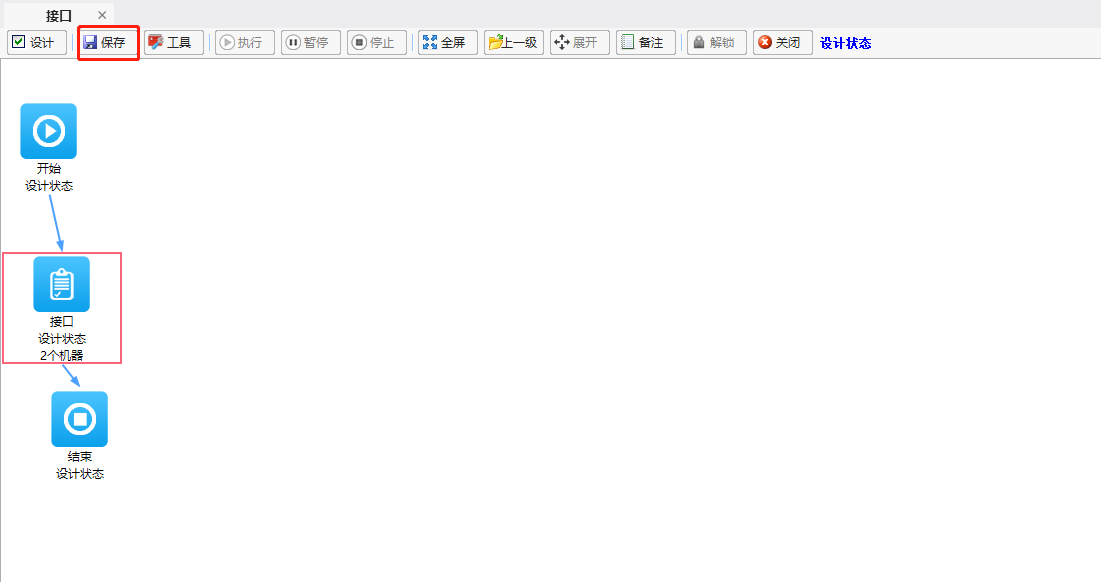 接口
设计 保存 工具 执行 暂停 停止 全屏 上一级 展开 备注 解锁 关闭 设计状态
开始
设计状态
接口
设计状态
2个机器
结束
设计状态